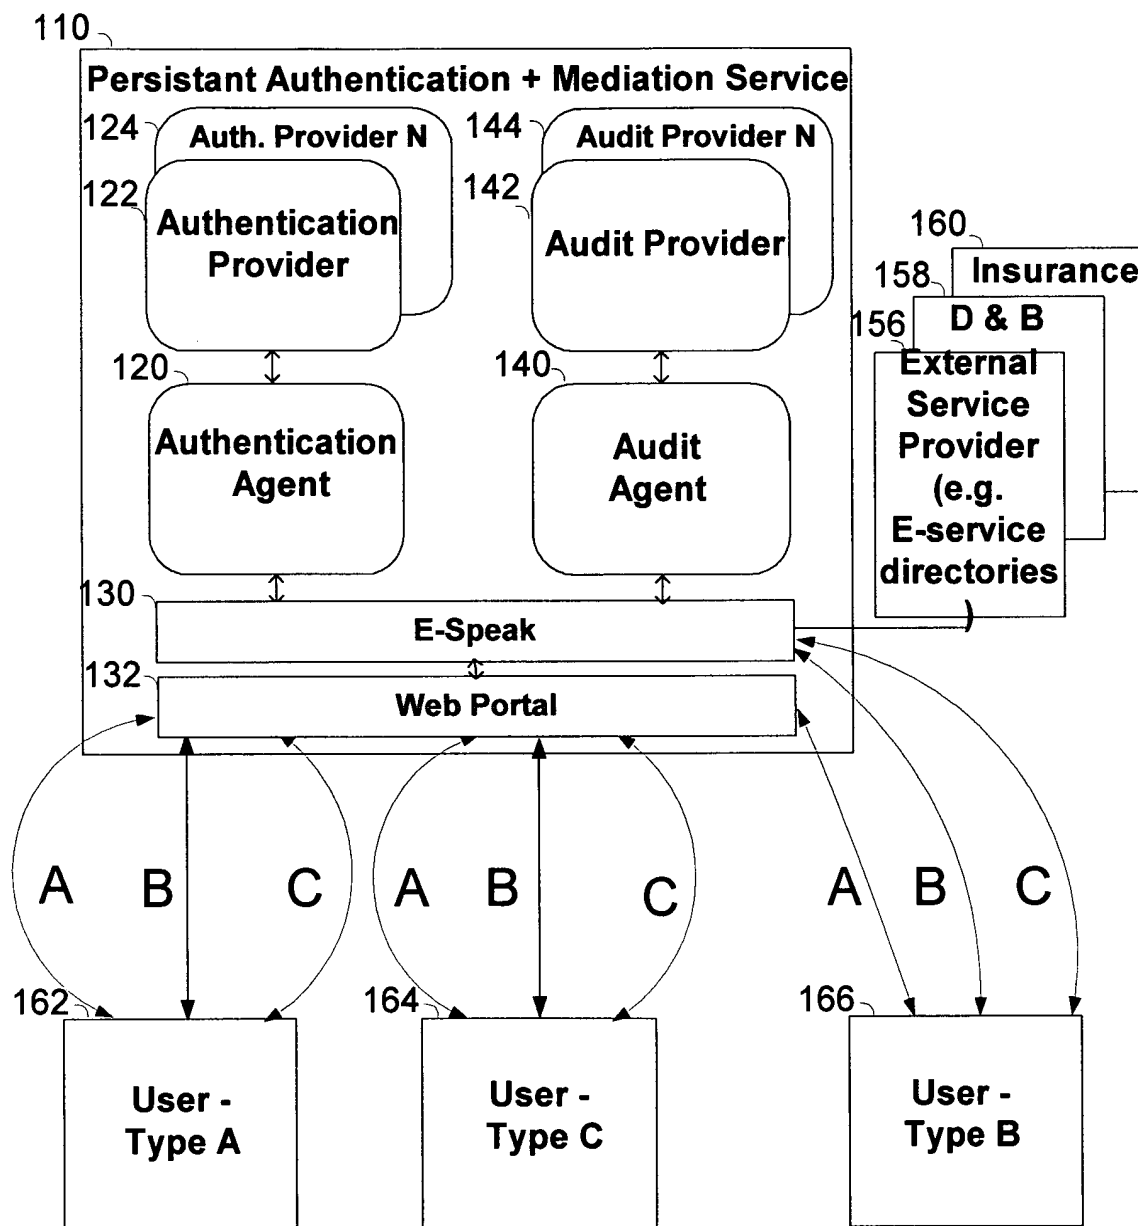 110
Persistant Authentication + Mediation Service
124
Auth. Provider N
144
Audit Provider N
122
Authentication
Provider
142
Audit Provider
160
Insurance
158
D & B
156
External
Service
Provider
(e.g.
E-service
directories
120
Authentication
Agent
140
Audit
Agent
130
E-Speak
)
132
Web Portal
A
B
C
A
B
C
A
B
C
162
User -
Type A
164
User -
Type C
166
User -
Type B